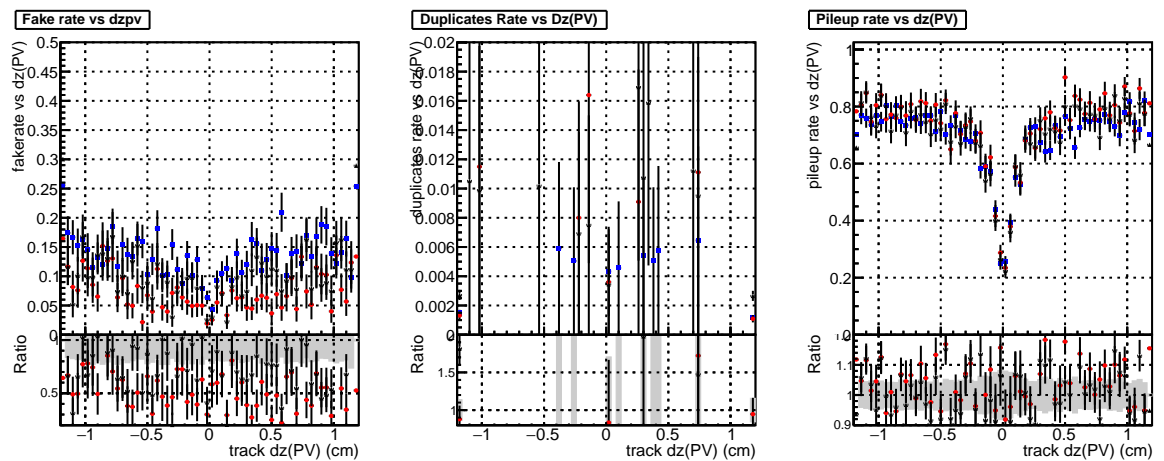 Fake rate vs dzpv
fakerate vs dz(PV)
0.5
0.45
0.4
0.35
0.3
0.25
0.2
0.15
0.1
0.05
0
Ratio
0.5
−1 −0.5 0 0.5 1
track dz(PV) (cm)
Duplicates Rate vs Dz(PV)
duplicates rate vs dz(PV)
0.02
0.018
0.016
0.014
0.012
0.01
0.008
0.006
0.004
0.002
0
Ratio
1.5
1
−1 −0.5 0 0.5 1
track dz(PV) (cm)
Pileup rate vs dz(PV)
pileup rate vs dz(PV)
1
0.8
0.6
0.4
0.2
0
Ratio
1.1
1
0.9
−1 −0.5 0 0.5 1
track dz(PV) (cm)